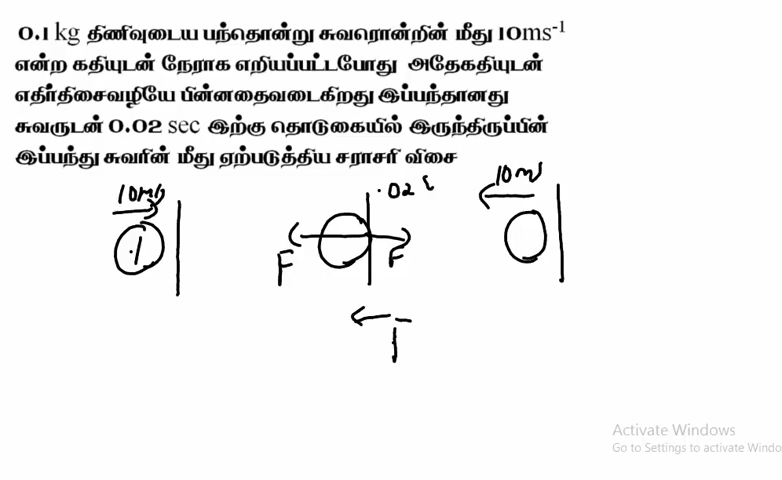 0.1 kg திணிவுடைய பந்தொன்று சுவரொன்றின் மீது 10ms⁻¹
என்ற கதியுடன் நேராக எறியப்பட்டபோது அதேகதியுடன்
எதிர்திசைவழியே பின்னதைவடைகிறது இப்பந்தானது
சுவருடன் 0.02 sec இற்கு தொடுகையில் இருந்திருப்பின்
இப்பந்து சுவரின் மீது ஏற்படுத்திய சராசரி விசை
.02
.1
F
F
Activate Windows
Go to Settings to activate Windo